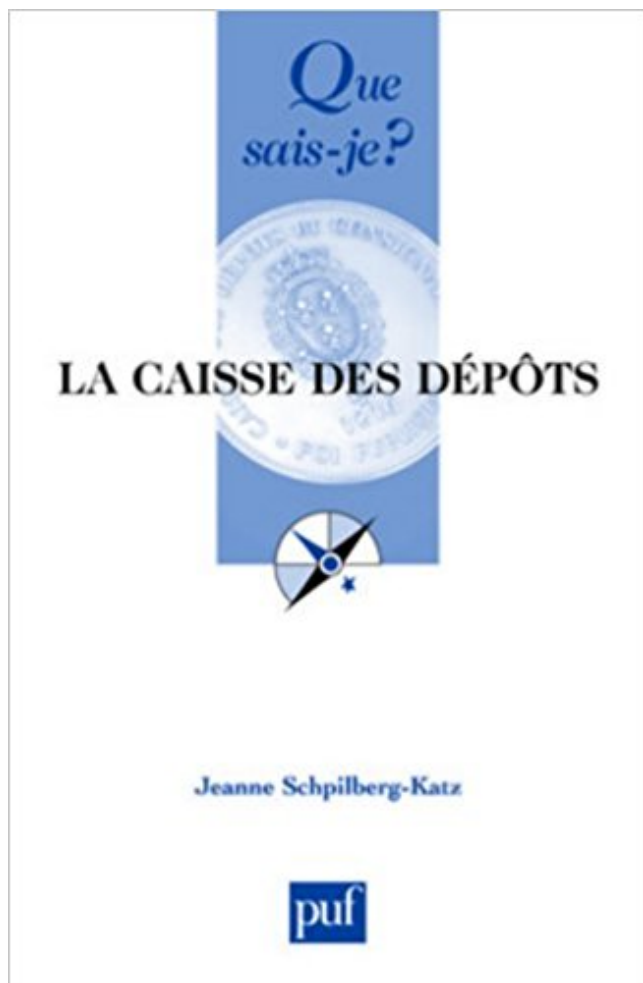 Que
sais-je?
LA CAISSE DES DÉPÔTS
Jeanne Schpilberg-Katz
puf